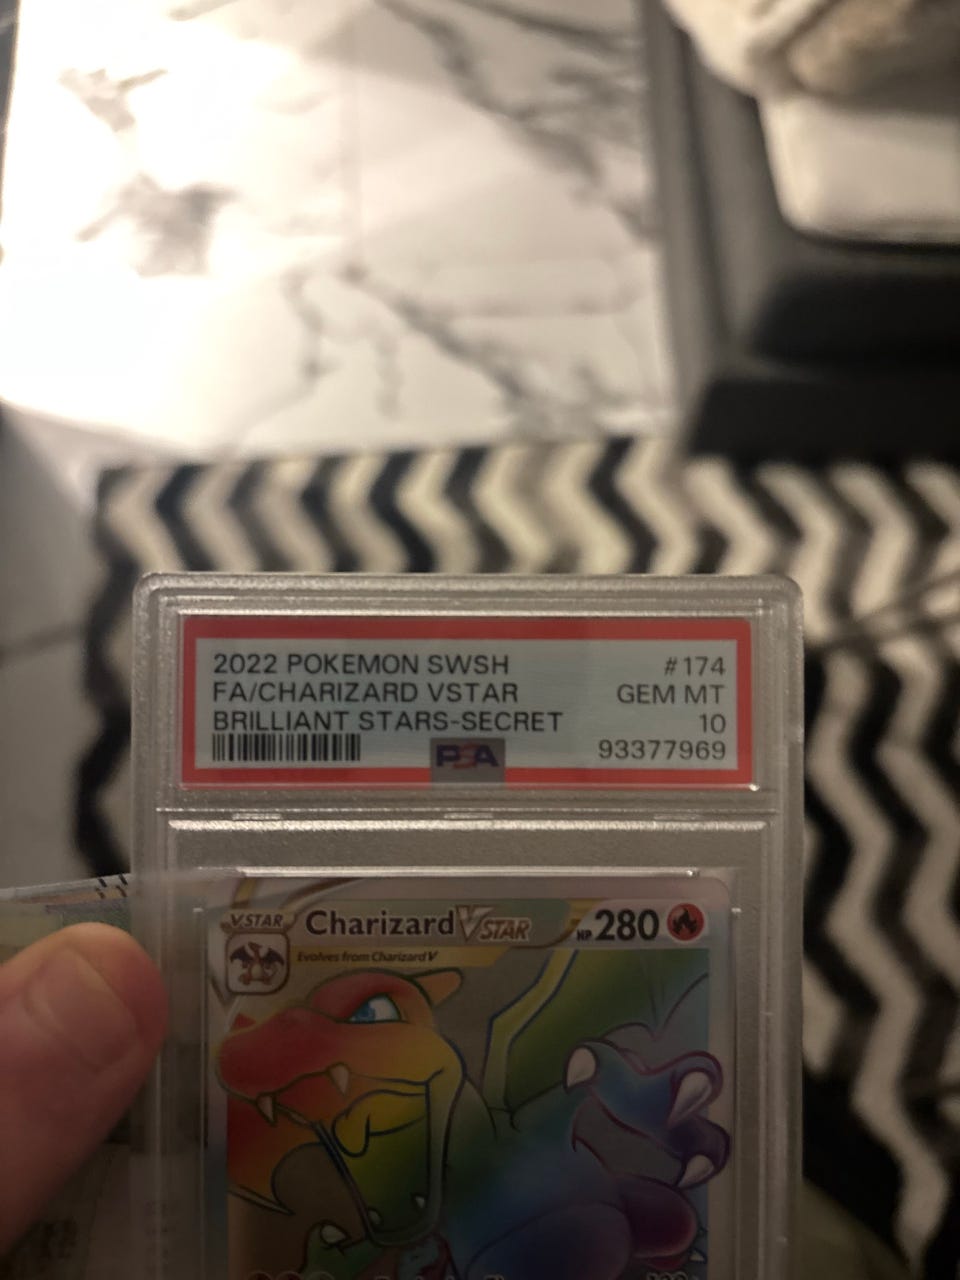 2022 POKEMON SWSH #174
FA/CHARIZARD VSTAR GEM MT
BRILLIANT STARS-SECRET 10
PSA 93377969
VSTAR Charizard VSTAR HP 280
Evolves from Charizard V